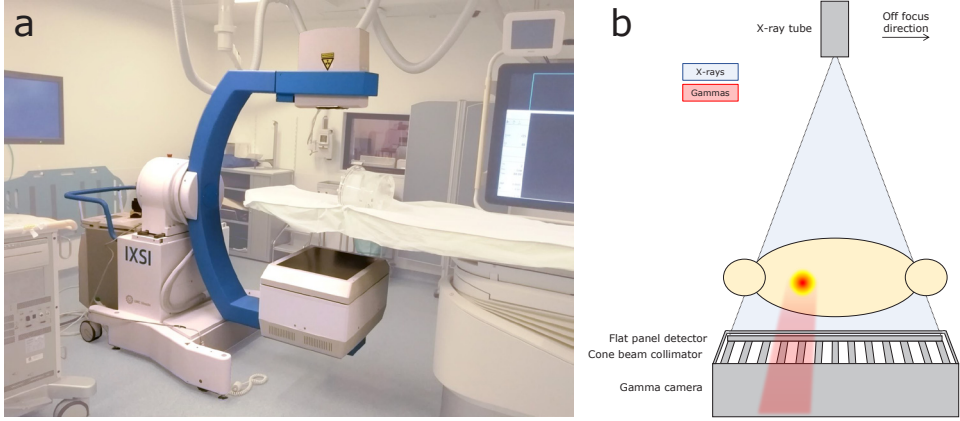 a
IXSI
b
X-ray tube
Off focus
direction
X-rays
Gammas
Flat panel detector
Cone beam collimator
Gamma camera